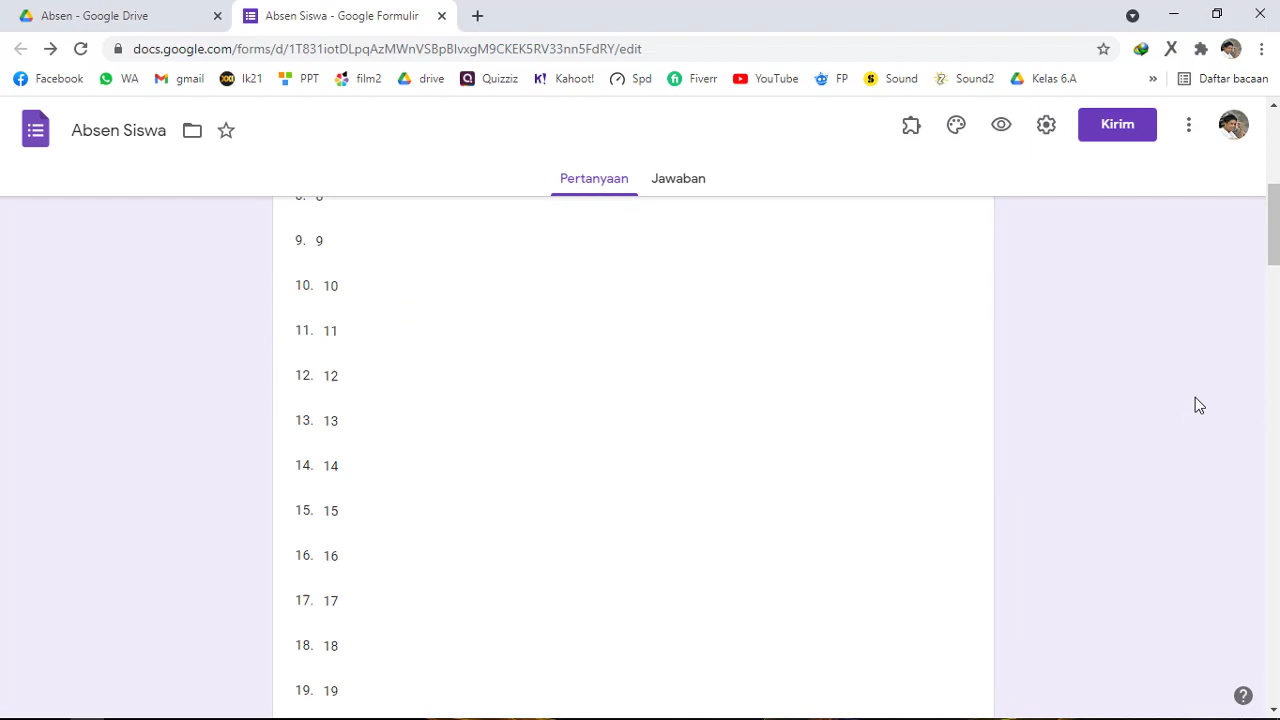 Absen - Google Drive
Absen Siswa - Google Formulir
docs.google.com/forms/d/1T831iotDLpqAzMWnVSBpBlvxgM9CKEK5RV33nn5FdRY/edit
Facebook WA gmail lk21 PPT film2 drive Quizziz Kahoot! Spd Fiverr YouTube FP Sound Sound2 Kelas 6.A » Daftar bacaan
Absen Siswa
Kirim
Pertanyaan Jawaban
9. 9
10. 10
11. 11
12. 12
13. 13
14. 14
15. 15
16. 16
17. 17
18. 18
19. 19